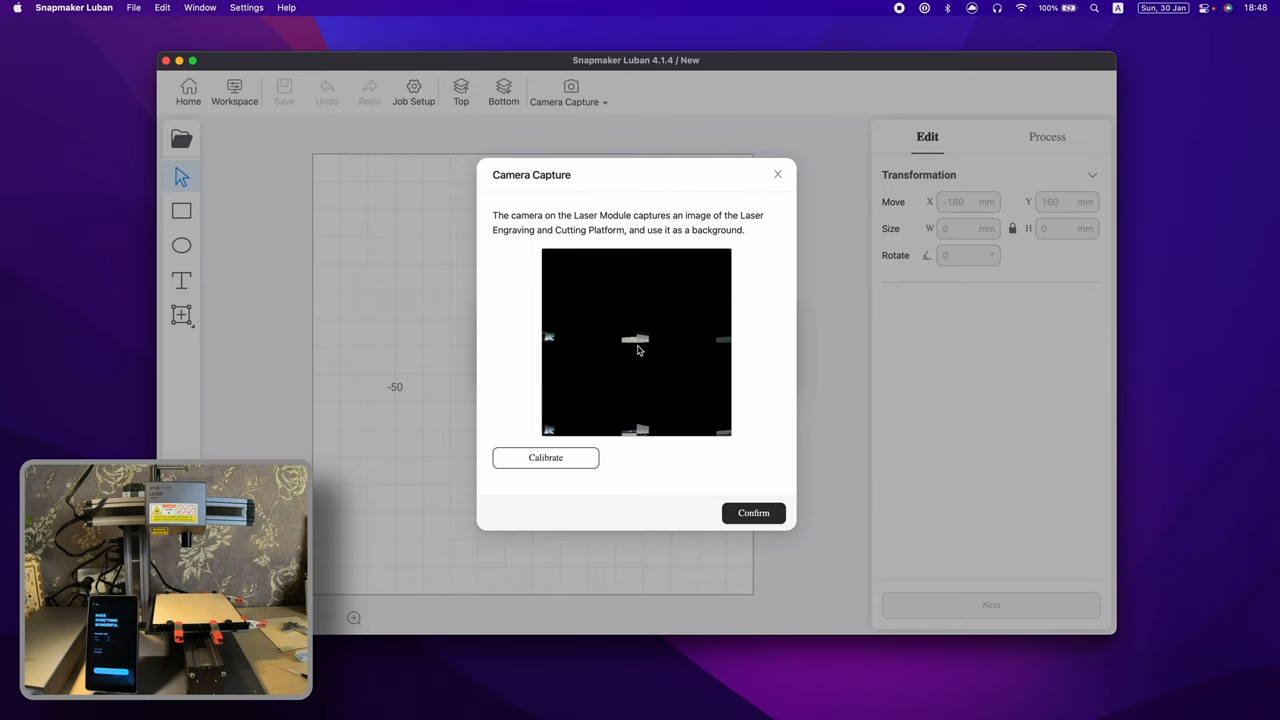 Snapmaker Luban File Edit Window Settings Help 100% A Sun, 30 Jan 18:48
Snapmaker Luban 4.1.4 / New
Home Workspace Save Undo Redo Job Setup Top Bottom Camera Capture
Edit Process
Camera Capture
The camera on the Laser Module captures an image of the Laser
Engraving and Cutting Platform, and use it as a background.
Transformation
Move X -160 mm Y 160 mm
Size W 0 mm H 0 mm
Rotate 0 °
-50
Calibrate
Confirm
Next
LASER
MAKE
SOMETHING
WONDERFUL